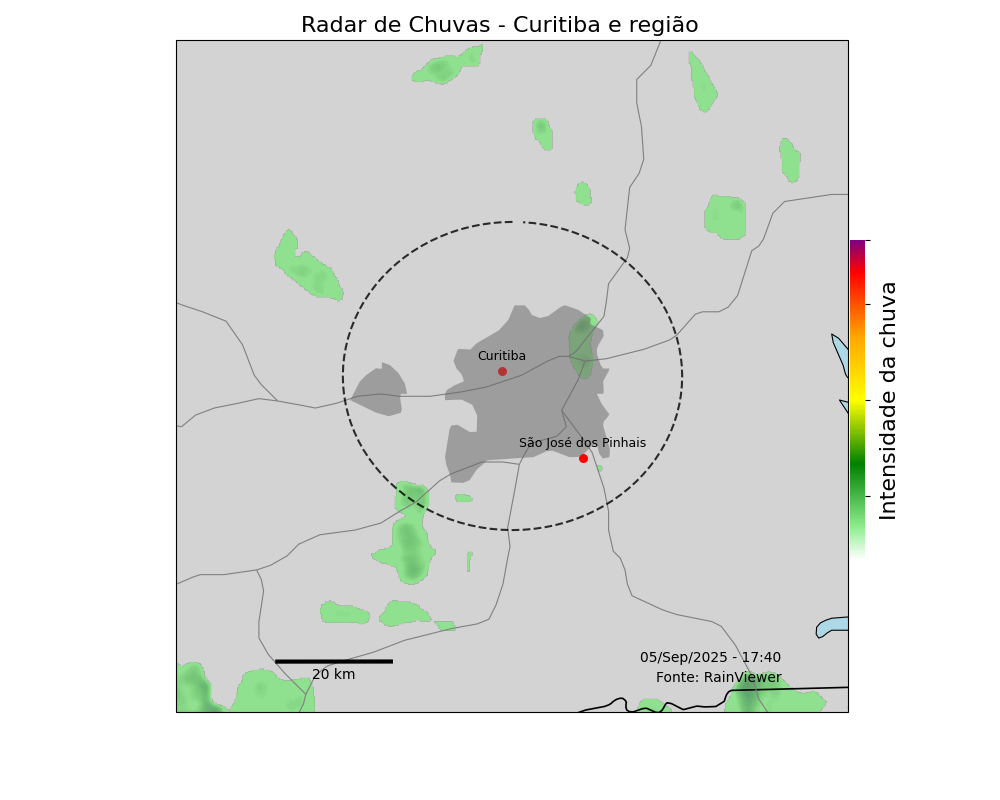 Radar de Chuvas - Curitiba e região
Curitiba
São José dos Pinhais
Intensidade da chuva
20 km
05/Sep/2025 - 17:40
Fonte: RainViewer